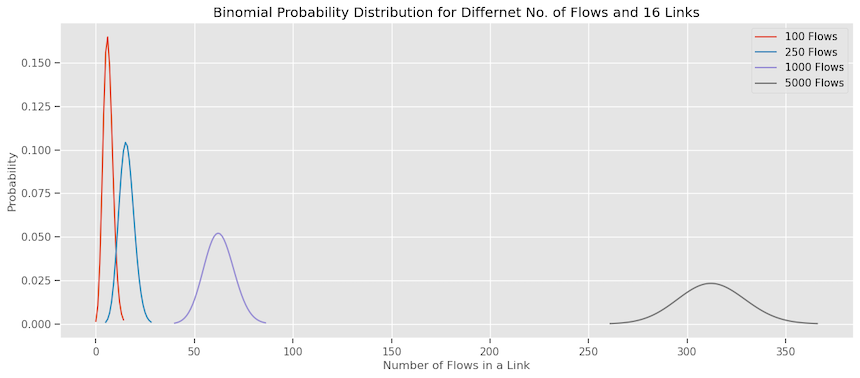 Binomial Probability Distribution for Differnet No. of Flows and 16 Links
100 Flows
250 Flows
1000 Flows
5000 Flows
Probability
0.150
0.125
0.100
0.075
0.050
0.025
0.000
0 50 100 150 200 250 300 350
Number of Flows in a Link